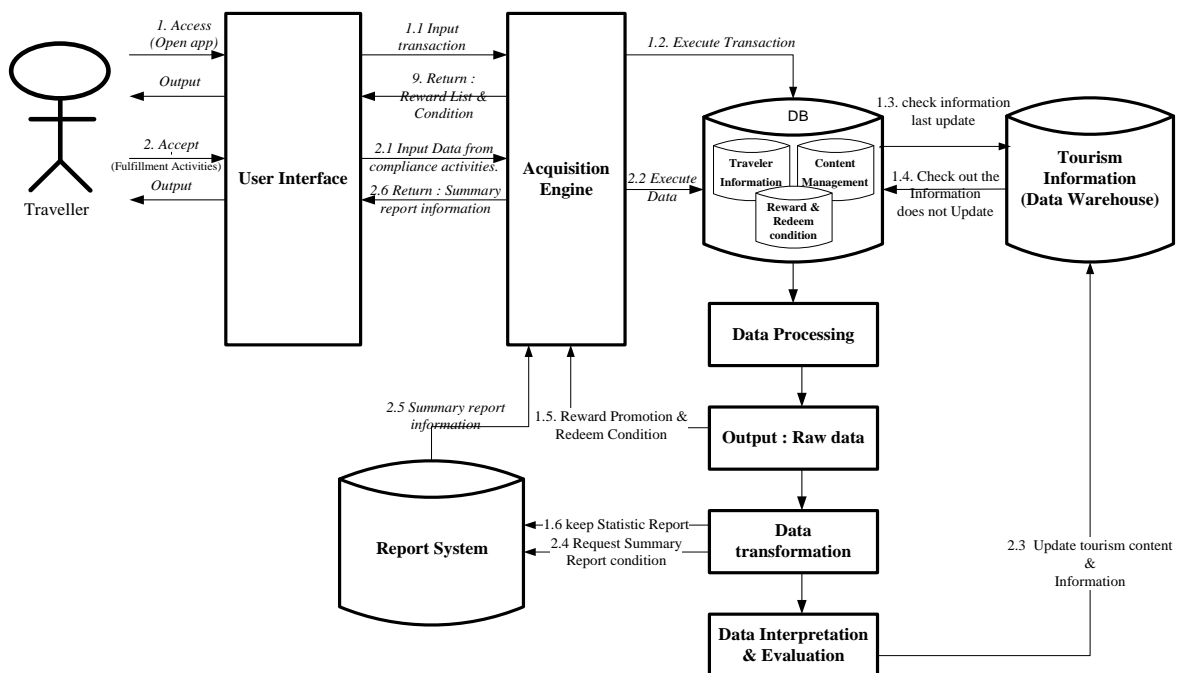 1. Access
(Open app)
Output
2. Accept
(Fulfillment Activities)
Output
Traveller
User Interface
1.1 Input
transaction
9. Return :
Reward List &
Condition
2.1 Input Data from
compliance activities.
2.6 Return : Summary
report information
Acquisition
Engine
1.2. Execute Transaction
2.2 Execute
Data
DB
Traveler
Information
Content
Management
Reward &
Redeem
condition
1.3. check information
last update
1.4. Check out the
Information
does not Update
Tourism
Information
(Data Warehouse)
Data Processing
2.5 Summary report
information
1.5. Reward Promotion &
Redeem Condition
Output : Raw data
Report System
1.6 keep Statistic Report
2.4 Request Summary
Report condition
Data
transformation
2.3 Update tourism content
&
Information
Data Interpretation
& Evaluation